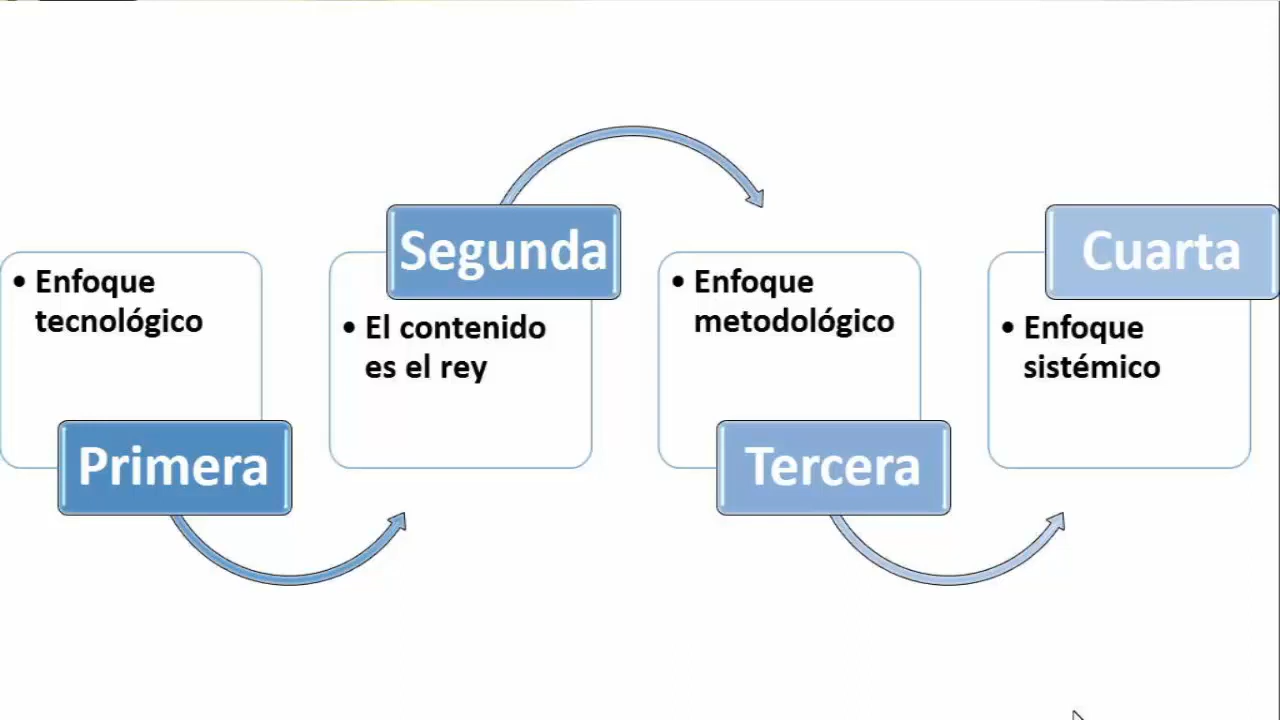 • Enfoque
tecnológico
Primera
Segunda
• El contenido
es el rey
• Enfoque
metodológico
Tercera
Cuarta
• Enfoque
sistémico